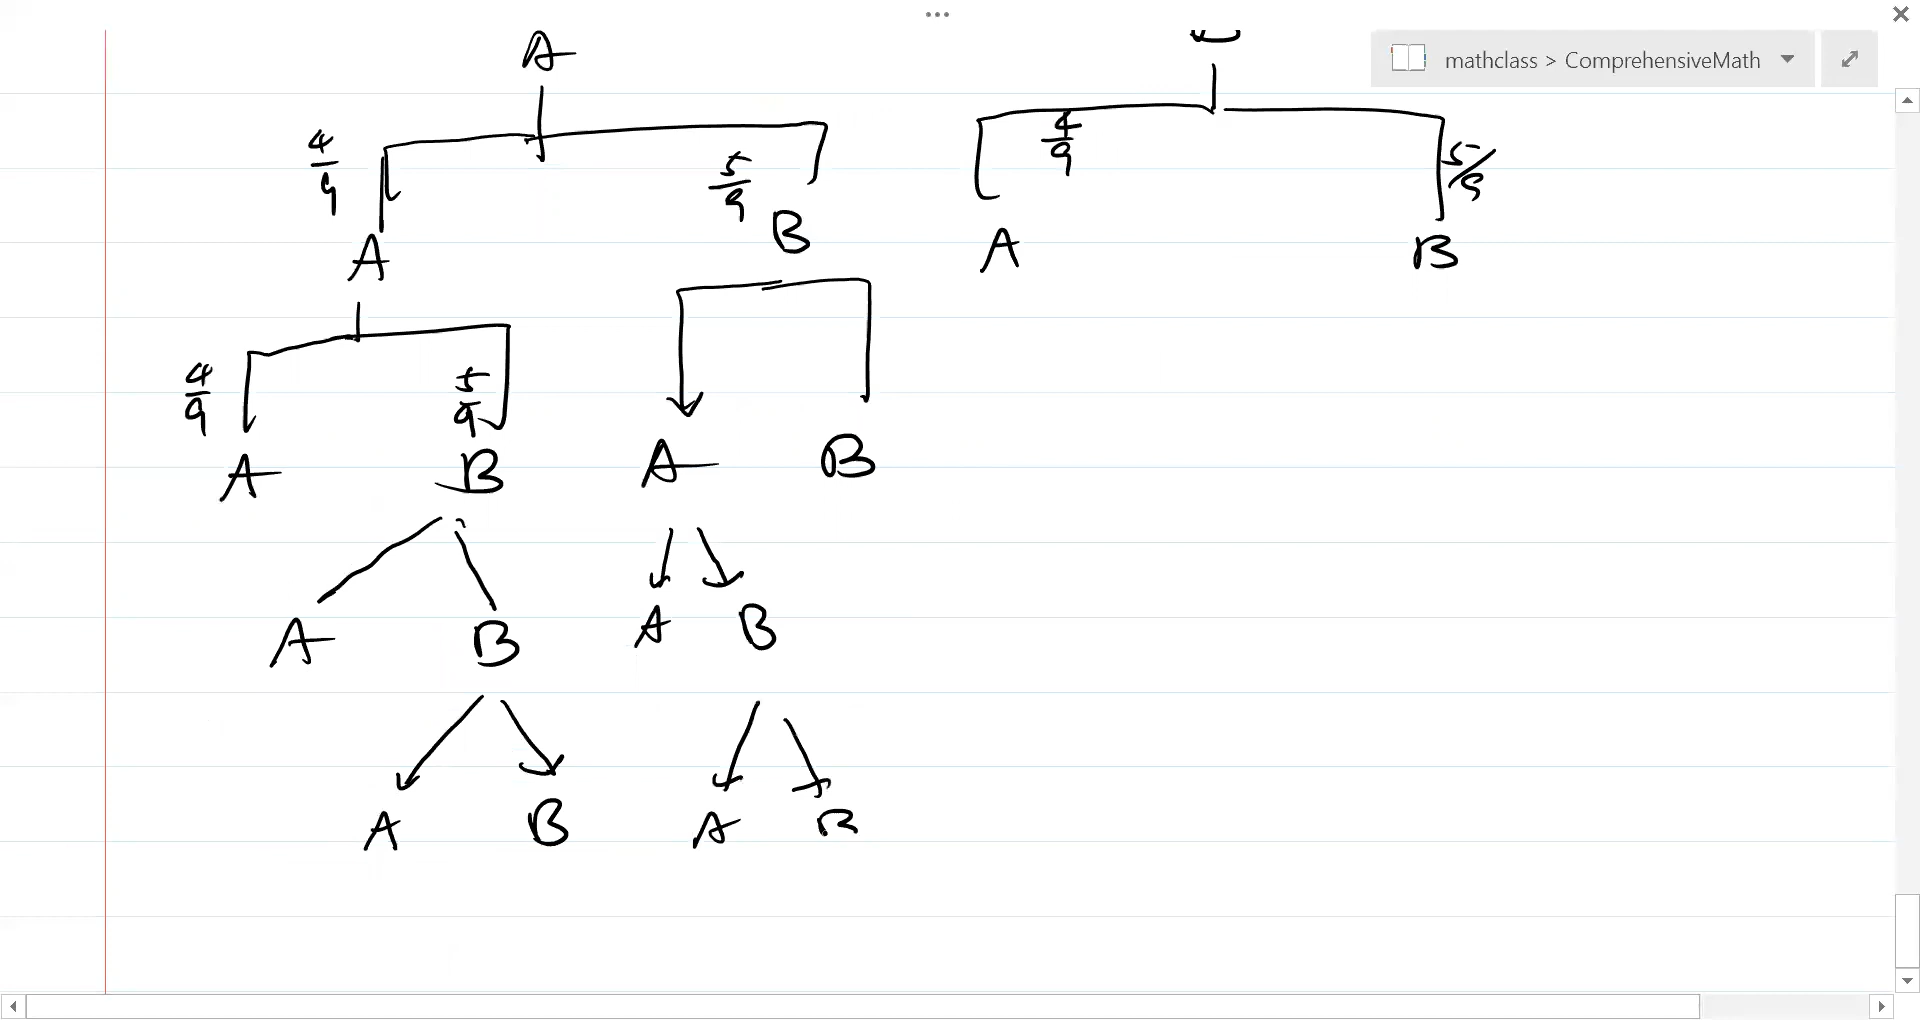 ...
A
mathclass > ComprehensiveMath
4/9 5/9 4/9 5/9
A B A B
4/9 5/9
A B A B
A B A B
A B A B